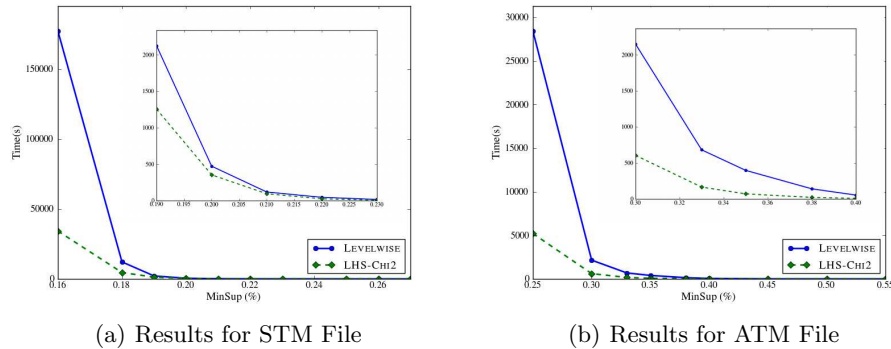 150000
100000
50000
0
Time(s)
2000
1500
1000
500
0
0.190 0.195 0.200 0.205 0.210 0.215 0.220 0.225 0.230
LEVELWISE
LHS-CHI2
0.16 0.18 0.20 0.22 0.24 0.26
MinSup (%)
(a) Results for STM File
30000
25000
20000
15000
10000
5000
0
Time(s)
2000
1500
1000
500
0
0.30 0.32 0.34 0.36 0.38 0.40
LEVELWISE
LHS-CHI2
0.25 0.30 0.35 0.40 0.45 0.50 0.55
MinSup (%)
(b) Results for ATM File